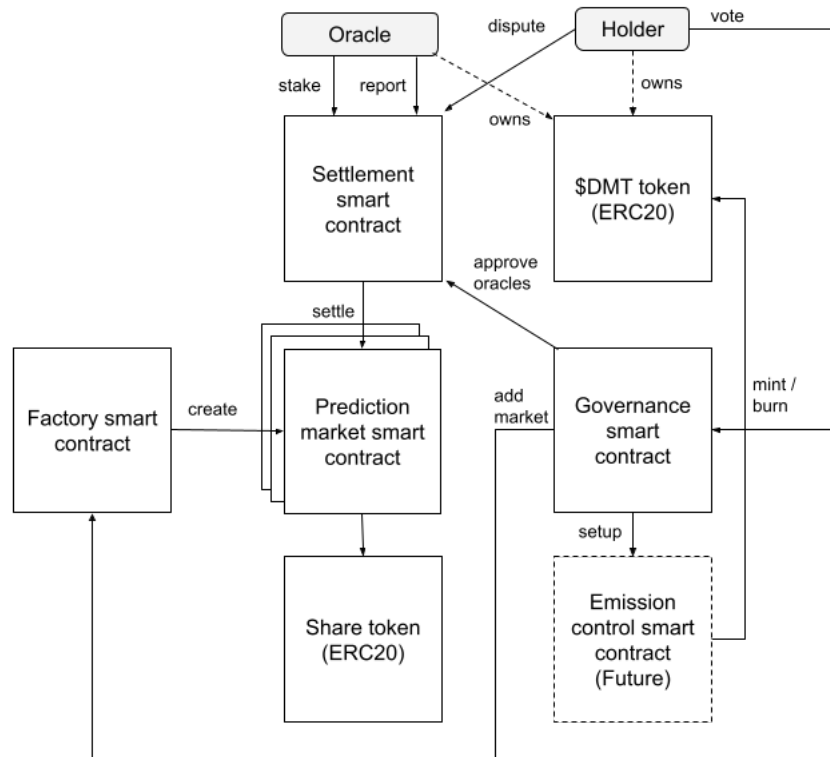 Oracle
Holder
vote
dispute
stake
report
owns
owns
Settlement
smart
contract
$DMT token
(ERC20)
approve
oracles
settle
Factory smart
contract
create
Prediction
market smart
contract
add
market
Governance
smart
contract
mint /
burn
setup
Share token
(ERC20)
Emission
control smart
contract
(Future)